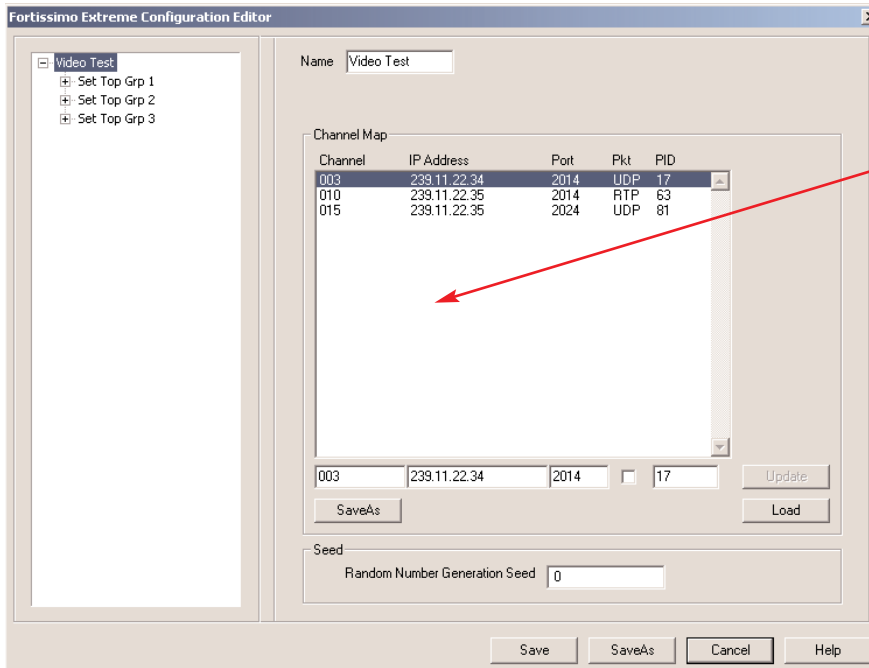 Fortissimo Extreme Configuration Editor
Video Test
Set Top Grp 1
Set Top Grp 2
Set Top Grp 3
Name Video Test
Channel Map
Channel IP Address Port Pkt PID
003 239.11.22.34 2014 UDP 17
010 239.11.22.35 2014 RTP 63
015 239.11.22.35 2024 UDP 81
003 239.11.22.34 2014 17 Update
SaveAs Load
Seed
Random Number Generation Seed 0
Save SaveAs Cancel Help